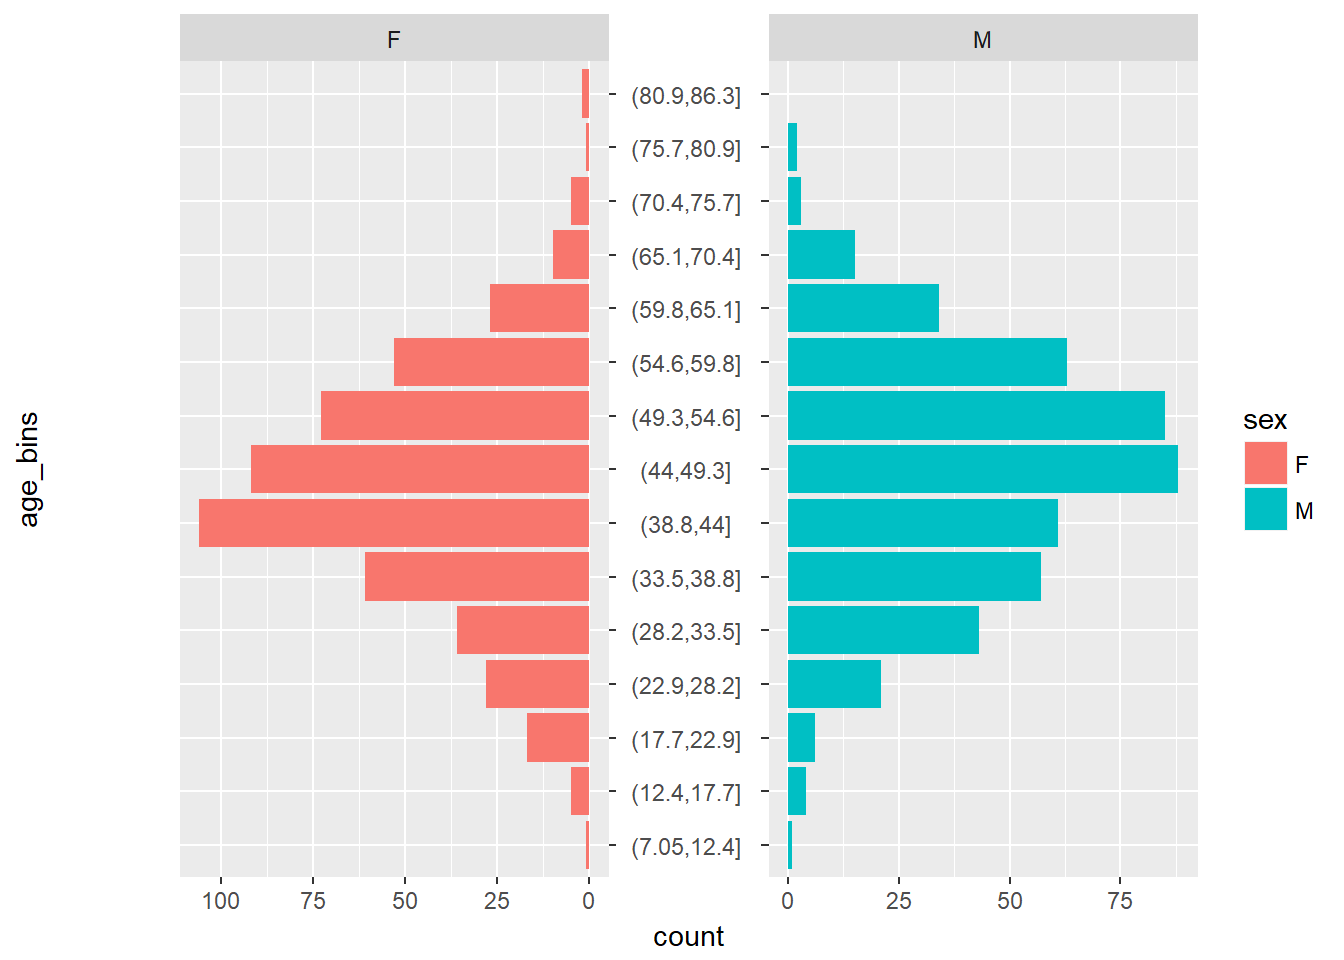 F
M
(80.9,86.3]
(75.7,80.9]
(70.4,75.7]
(65.1,70.4]
(59.8,65.1]
(54.6,59.8]
(49.3,54.6]
(44,49.3]
(38.8,44]
(33.5,38.8]
(28.2,33.5]
(22.9,28.2]
(17.7,22.9]
(12.4,17.7]
(7.05,12.4]
age_bins
100 75 50 25 0
0 25 50 75
count
sex
F
M